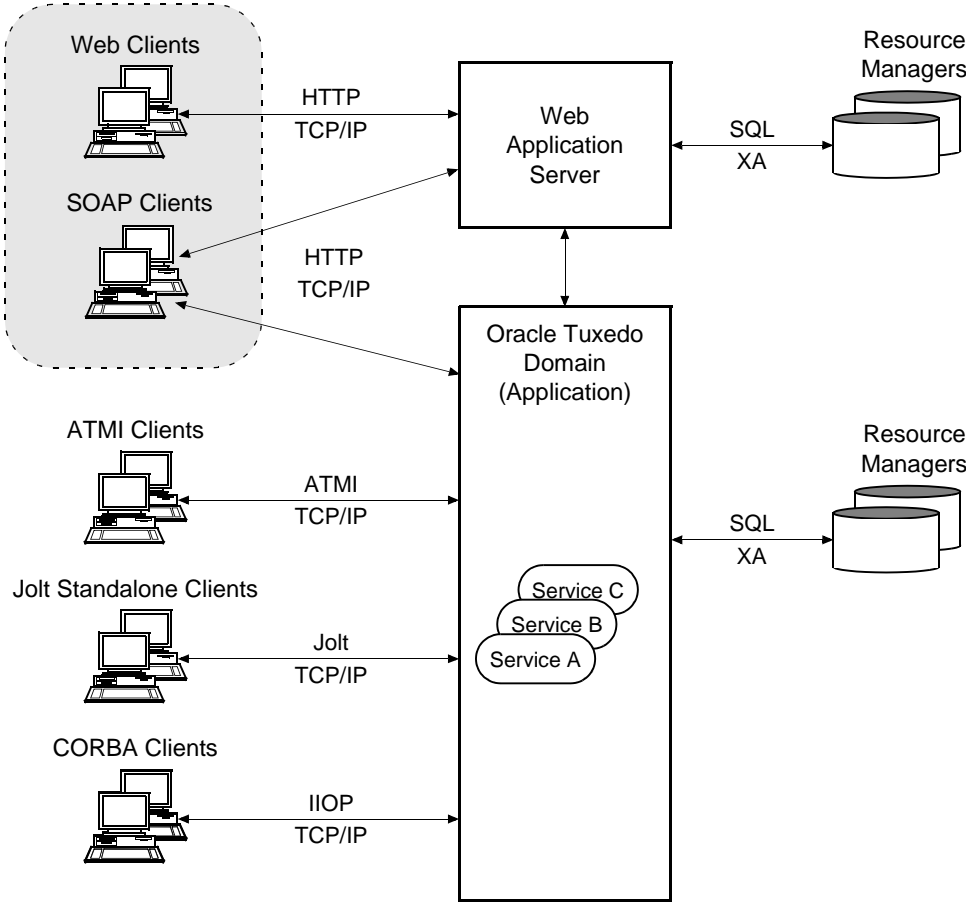 Web Clients
HTTP
TCP/IP
Web
Application
Server
SQL
XA
Resource
Managers
SOAP Clients
HTTP
TCP/IP
Oracle Tuxedo
Domain
(Application)
ATMI Clients
ATMI
TCP/IP
Resource
Managers
SQL
XA
Service C
Service B
Service A
Jolt Standalone Clients
Jolt
TCP/IP
CORBA Clients
IIOP
TCP/IP